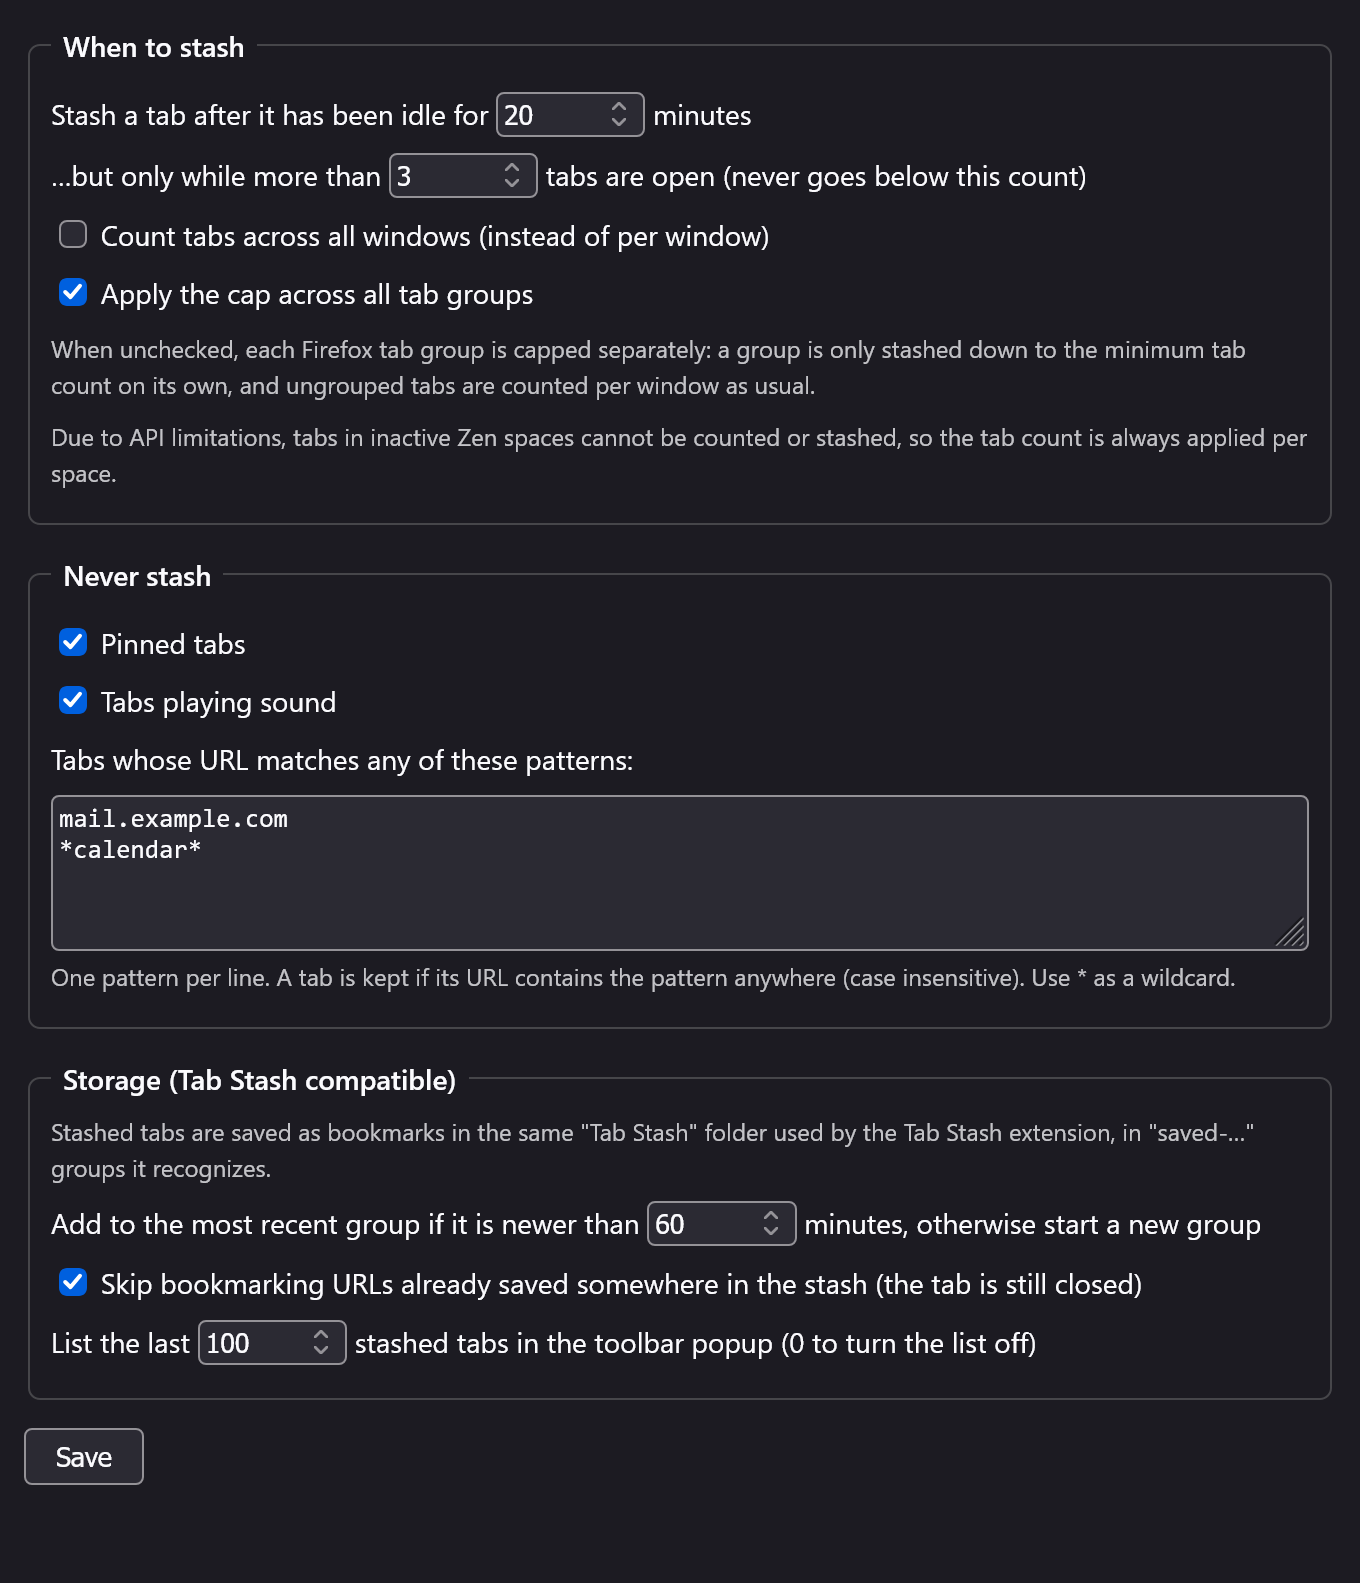 When to stash
Stash a tab after it has been idle for 20 minutes
...but only while more than 3 tabs are open (never goes below this count)
Count tabs across all windows (instead of per window)
Apply the cap across all tab groups
When unchecked, each Firefox tab group is capped separately: a group is only stashed down to the minimum tab
count on its own, and ungrouped tabs are counted per window as usual.
Due to API limitations, tabs in inactive Zen spaces cannot be counted or stashed, so the tab count is always applied per
space.
Never stash
Pinned tabs
Tabs playing sound
Tabs whose URL matches any of these patterns:
mail.example.com
*calendar*
One pattern per line. A tab is kept if its URL contains the pattern anywhere (case insensitive). Use * as a wildcard.
Storage (Tab Stash compatible)
Stashed tabs are saved as bookmarks in the same "Tab Stash" folder used by the Tab Stash extension, in "saved-..."
groups it recognizes.
Add to the most recent group if it is newer than 60 minutes, otherwise start a new group
Skip bookmarking URLs already saved somewhere in the stash (the tab is still closed)
List the last 100 stashed tabs in the toolbar popup (0 to turn the list off)
Save